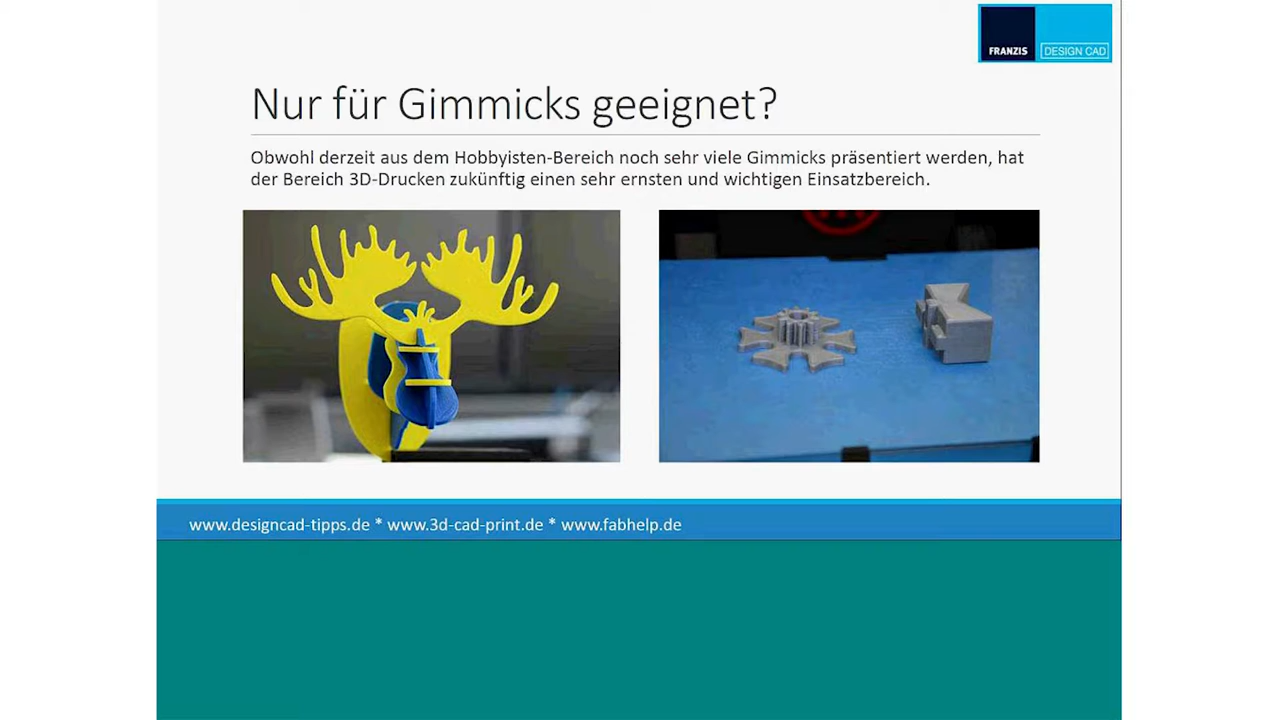 FRANZIS
DESIGN CAD
Nur für Gimmicks geeignet?
Obwohl derzeit aus dem Hobbyisten-Bereich noch sehr viele Gimmicks präsentiert werden, hat
der Bereich 3D-Drucken zukünftig einen sehr ernsten und wichtigen Einsatzbereich.
www.designcad-tipps.de * www.3d-cad-print.de * www.fabhelp.de